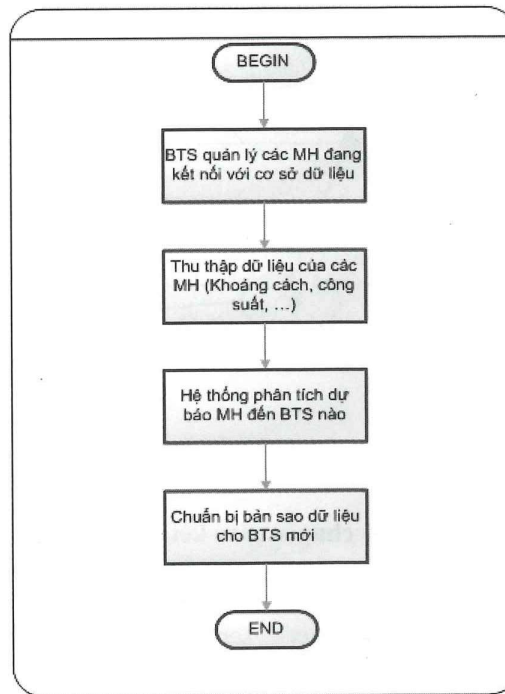 BEGIN
BTS quản lý các MH đang
kết nối với cơ sở dữ liệu
Thu thập dữ liệu của các
MH (Khoảng cách, công
suất, ...)
Hệ thống phân tích dự
báo MH đến BTS nào
Chuẩn bị bản sao dữ liệu
cho BTS mới
END